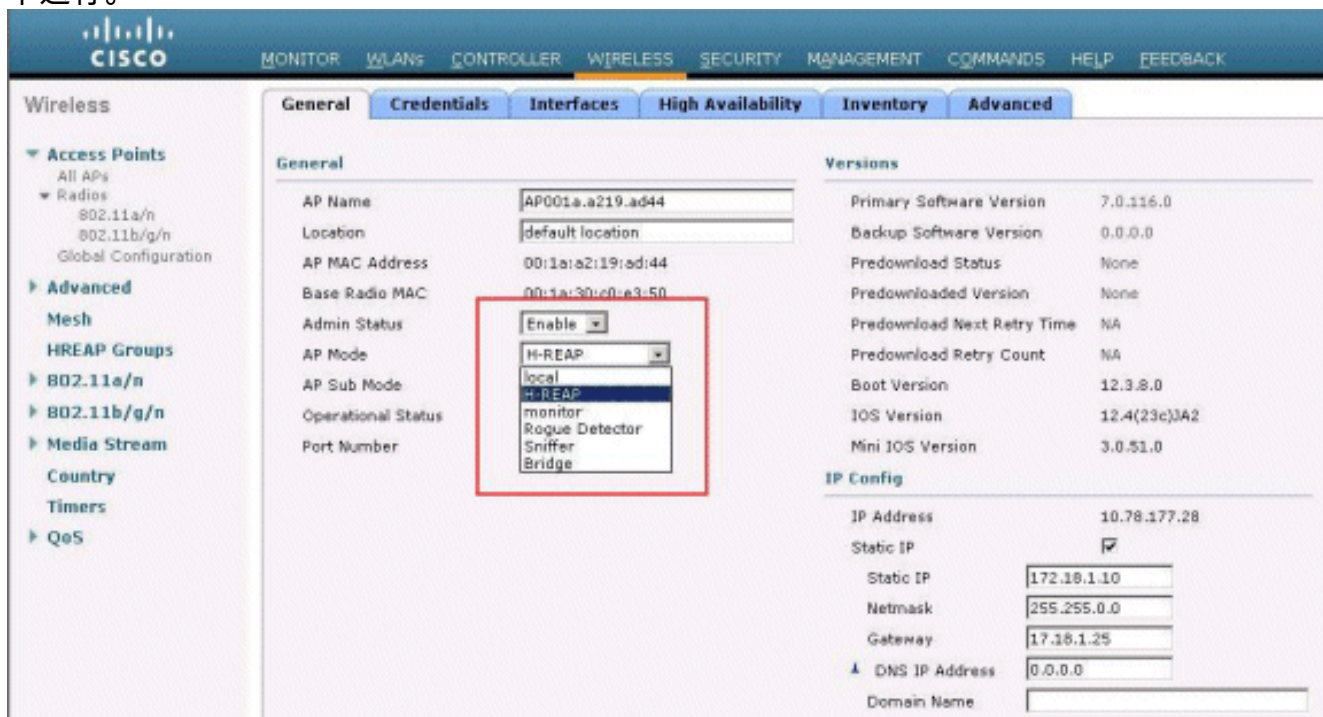 CISCO
MONITOR WLANs CONTROLLER WIRELESS SECURITY MANAGEMENT COMMANDS HELP FEEDBACK
Wireless
Access Points
All APs
Radios
802.11a/n
802.11b/g/n
Global Configuration
Advanced
Mesh
HREAP Groups
802.11a/n
802.11b/g/n
Media Stream
Country
Timers
QoS
General Credentials Interfaces High Availability Inventory Advanced
General
AP Name AP001a.a219.ad44
Location default location
AP MAC Address 00:1a:a2:19:ad:44
Base Radio MAC 00:1a:30:c0:e3:50
Admin Status Enable
AP Mode H-REAP
local
H-REAP
AP Sub Mode
monitor
Rogue Detector
Operational Status
Sniffer
Port Number
Bridge
Versions
Primary Software Version 7.0.116.0
Backup Software Version 0.0.0.0
Predownload Status None
Predownloaded Version None
Predownload Next Retry Time NA
Predownload Retry Count NA
Boot Version 12.3.8.0
IOS Version 12.4(23c)JA2
Mini IOS Version 3.0.51.0
IP Config
IP Address 10.78.177.28
Static IP
Static IP 172.18.1.10
Netmask 255.255.0.0
Gateway 17.18.1.25
DNS IP Address 0.0.0.0
Domain Name